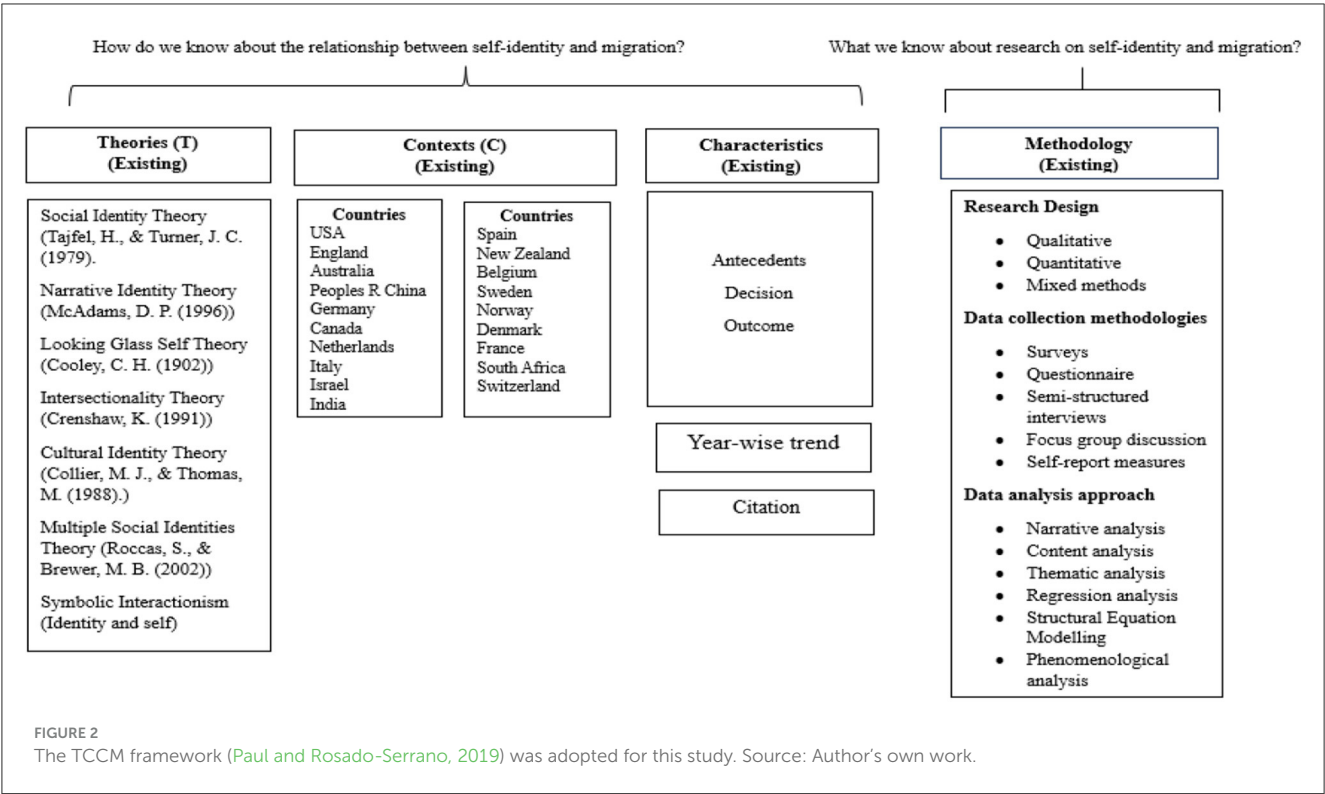 How do we know about the relationship between self-identity and migration?
What we know about research on self-identity and migration?
Theories (T)
(Existing)
Social Identity Theory
(Tajfel, H., & Turner, J. C.
(1979).
Narrative Identity Theory
(McAdams, D. P. (1996))
Looking Glass Self Theory
(Cooley, C. H. (1902))
Intersectionality Theory
(Crenshaw, K. (1991))
Cultural Identity Theory
(Collier, M. J., & Thomas,
M. (1988).)
Multiple Social Identities
Theory (Roccas, S., &
Brewer, M. B. (2002))
Symbolic Interactionism
(Identity and self)
Contexts (C)
(Existing)
Countries
USA
England
Australia
Peoples R China
Germany
Canada
Netherlands
Italy
Israel
India
Countries
Spain
New Zealand
Belgium
Sweden
Norway
Denmark
France
South Africa
Switzerland
Characteristics
(Existing)
Antecedents
Decision
Outcome
Year-wise trend
Citation
Methodology
(Existing)
Research Design
• Qualitative
• Quantitative
• Mixed methods
Data collection methodologies
• Surveys
• Questionnaire
• Semi-structured
interviews
• Focus group discussion
• Self-report measures
Data analysis approach
• Narrative analysis
• Content analysis
• Thematic analysis
• Regression analysis
• Structural Equation
Modelling
• Phenomenological
analysis
FIGURE 2
The TCCM framework (Paul and Rosado-Serrano, 2019) was adopted for this study. Source: Author's own work.